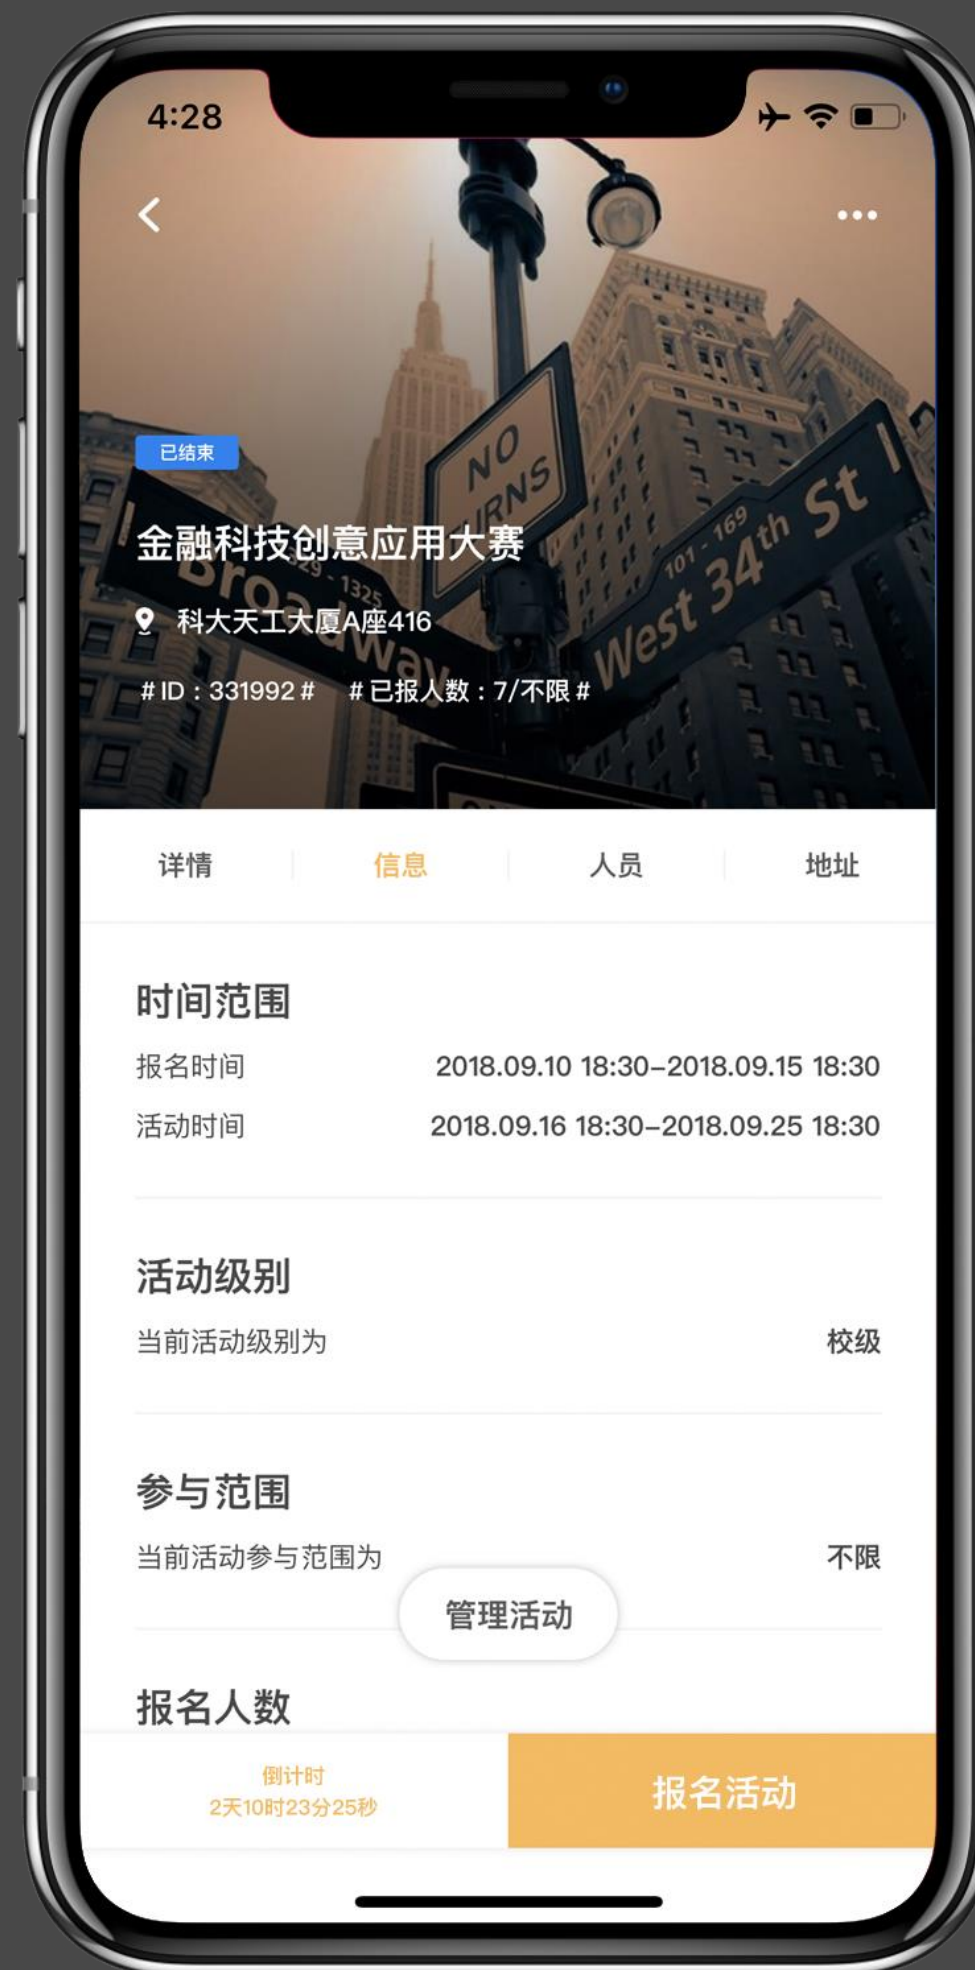 4:28
已结束
NO
TURNS
金融科技创意应用大赛
1329 - 1325
Broadway
101 - 169
West 34th St
科大天工大厦A座416
#ID：331992# #已报人数：7/不限#
详情 信息 人员 地址
时间范围
报名时间 2018.09.10 18:30–2018.09.15 18:30
活动时间 2018.09.16 18:30–2018.09.25 18:30
活动级别
当前活动级别为 校级
参与范围
当前活动参与范围为 不限
管理活动
报名人数
倒计时
2天10时23分25秒
报名活动